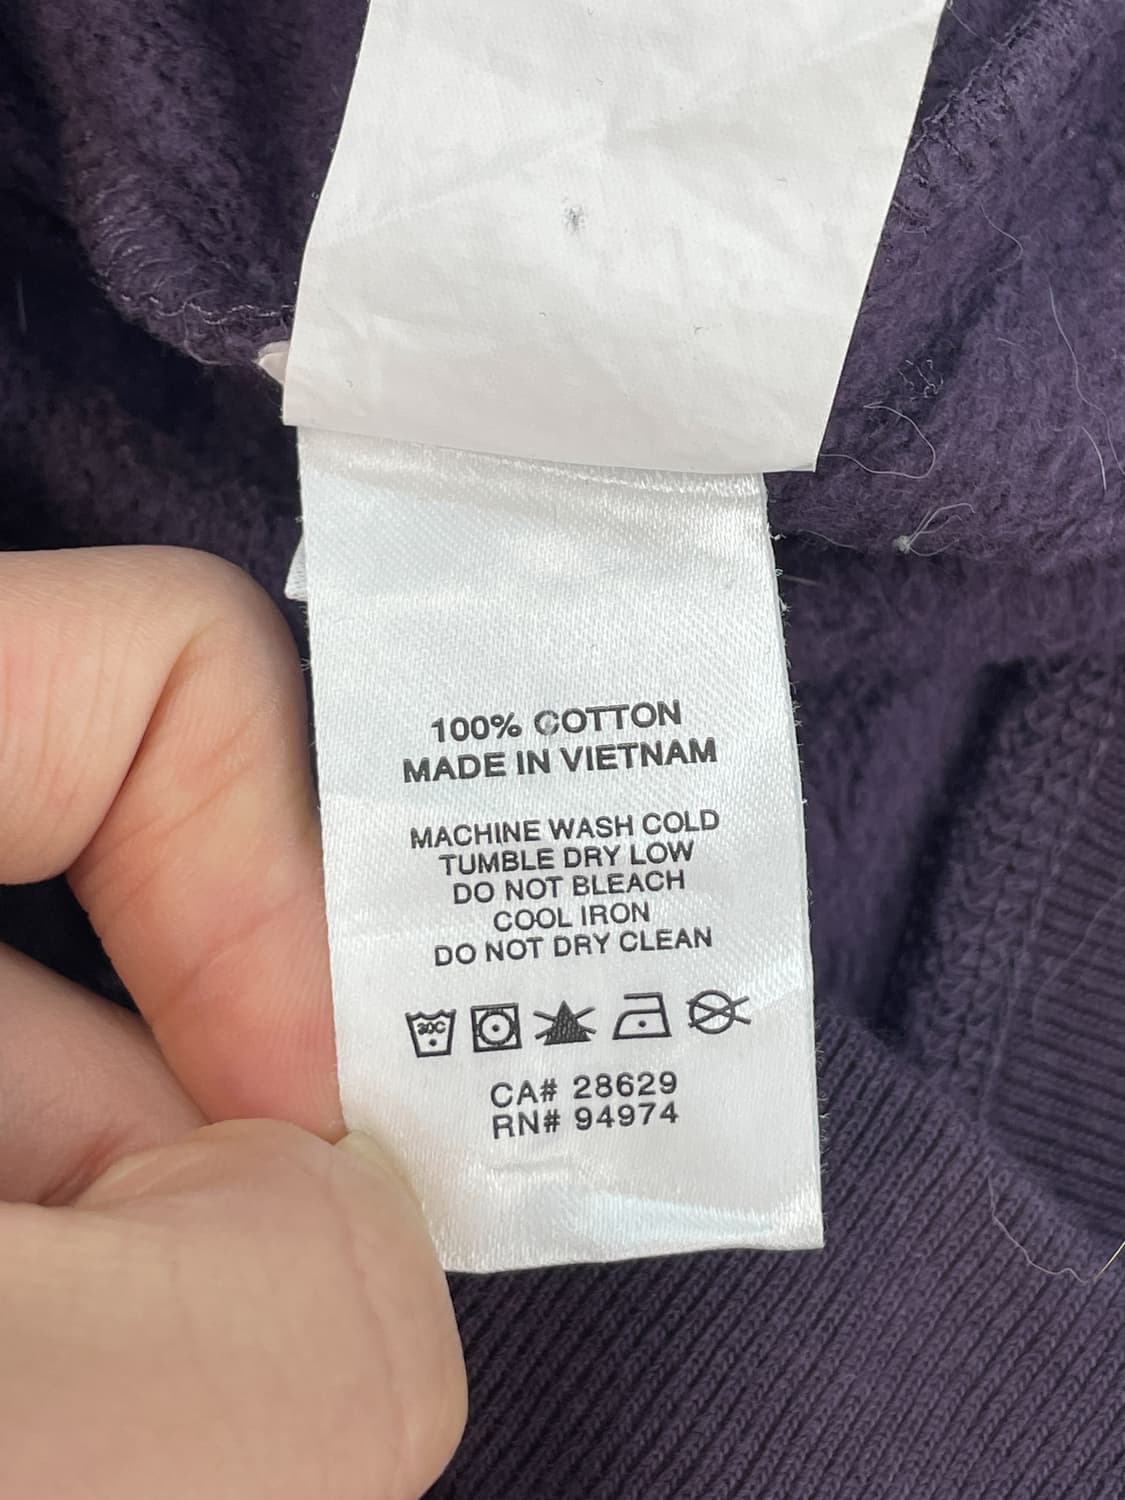 100% COTTON
MADE IN VIETNAM
MACHINE WASH COLD
TUMBLE DRY LOW
DO NOT BLEACH
COOL IRON
DO NOT DRY CLEAN
30C
CA# 28629
RN# 94974